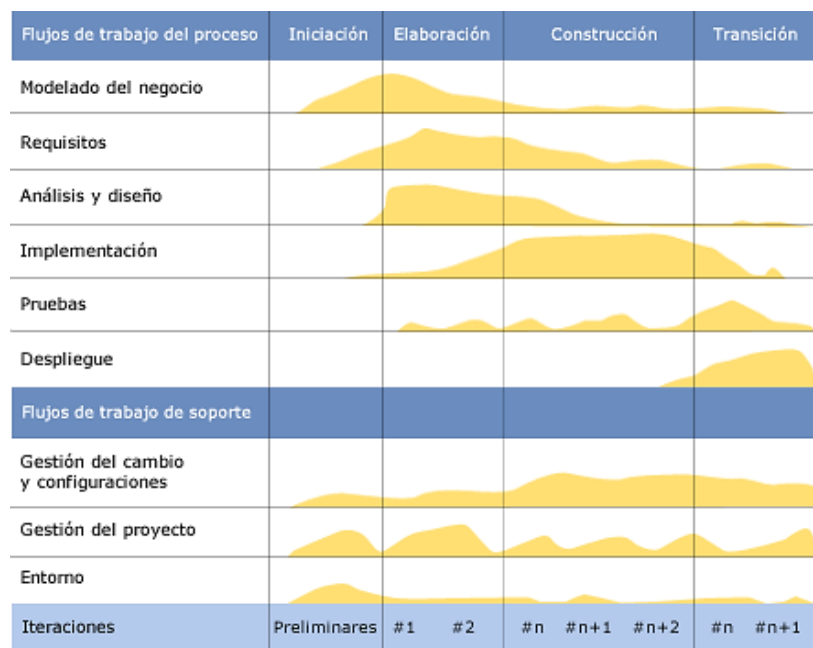 Flujos de trabajo del proceso Iniciación Elaboración Construcción Transición
Modelado del negocio
Requisitos
Análisis y diseño
Implementación
Pruebas
Despliegue
Flujos de trabajo de soporte
Gestión del cambio
y configuraciones
Gestión del proyecto
Entorno
Iteraciones Preliminares #1 #2 #n #n+1 #n+2 #n #n+1